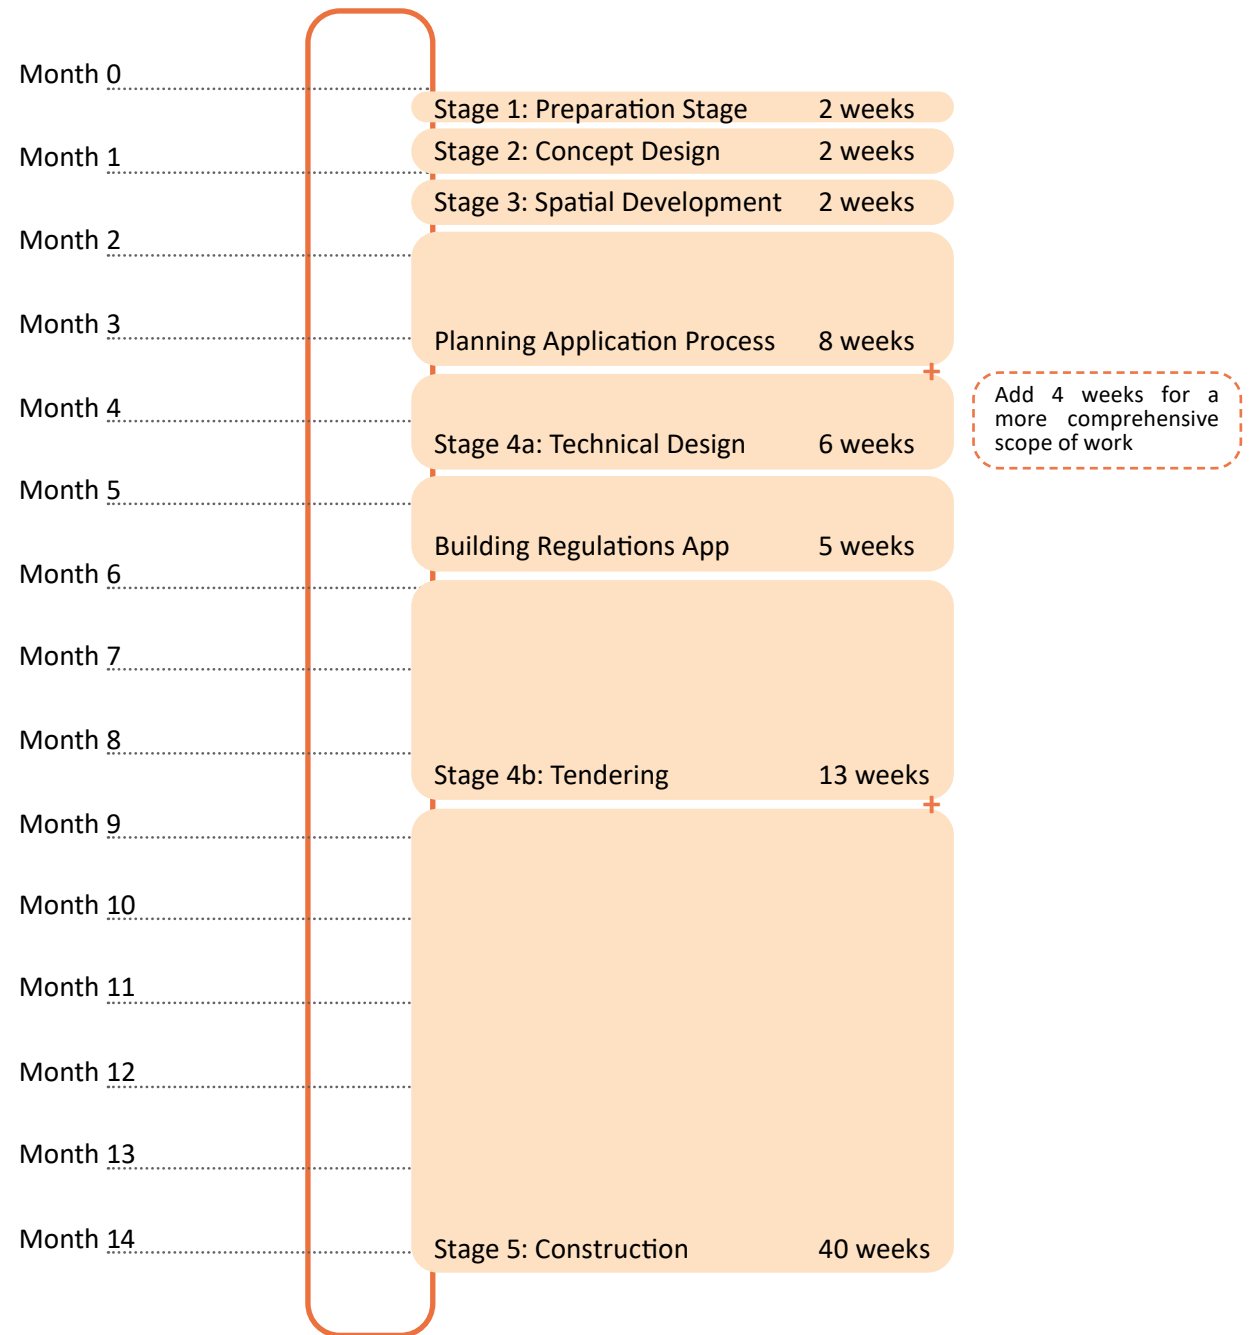 Month 0
Stage 1: Preparation Stage 2 weeks
Month 1
Stage 2: Concept Design 2 weeks
Stage 3: Spatial Development 2 weeks
Month 2
Month 3
Planning Application Process 8 weeks
+
Add 4 weeks for a
more comprehensive
scope of work
Month 4
Stage 4a: Technical Design 6 weeks
Month 5
Building Regulations App 5 weeks
Month 6
Month 7
Month 8
Stage 4b: Tendering 13 weeks
+
Month 9
Month 10
Month 11
Month 12
Month 13
Month 14
Stage 5: Construction 40 weeks